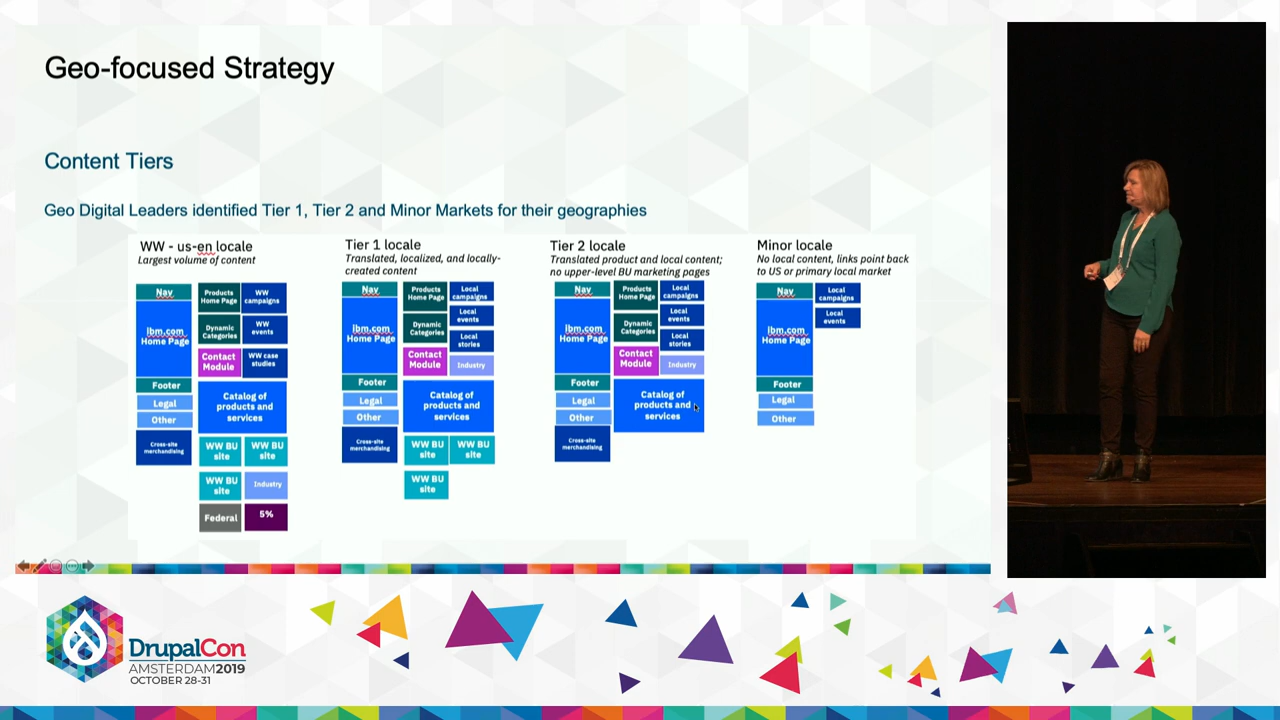 Geo-focused Strategy
Content Tiers
Geo Digital Leaders identified Tier 1, Tier 2 and Minor Markets for their geographies
WW - us-en locale
Largest volume of content
Nav
ibm.com
Home Page
Footer
Legal
Other
Cross-site
merchandising
Products
Home Page
WW
campaigns
Dynamic
Categories
WW
events
Contact
Module
WW case
studies
Catalog of
products and
services
WW BU
site
WW BU
site
WW BU
site
Industry
Federal
5%
Tier 1 locale
Translated, localized, and locally-
created content
Nav
ibm.com
Home Page
Footer
Legal
Other
Cross-site
merchandising
Products
Home Page
Local
campaigns
Dynamic
Categories
Local
events
Local
stories
Contact
Module
Industry
Catalog of
products and
services
WW BU
site
WW BU
site
WW BU
site
Tier 2 locale
Translated product and local content;
no upper-level BU marketing pages
Nav
ibm.com
Home Page
Footer
Legal
Other
Cross-site
merchandising
Products
Home Page
Local
campaigns
Dynamic
Categories
Local
events
Local
stories
Contact
Module
Industry
Catalog of
products and
services
Minor locale
No local content, links point back
to US or primary local market
Nav
ibm.com
Home Page
Footer
Legal
Other
Local
campaigns
Local
events
DrupalCon
AMSTERDAM2019
OCTOBER 28-31